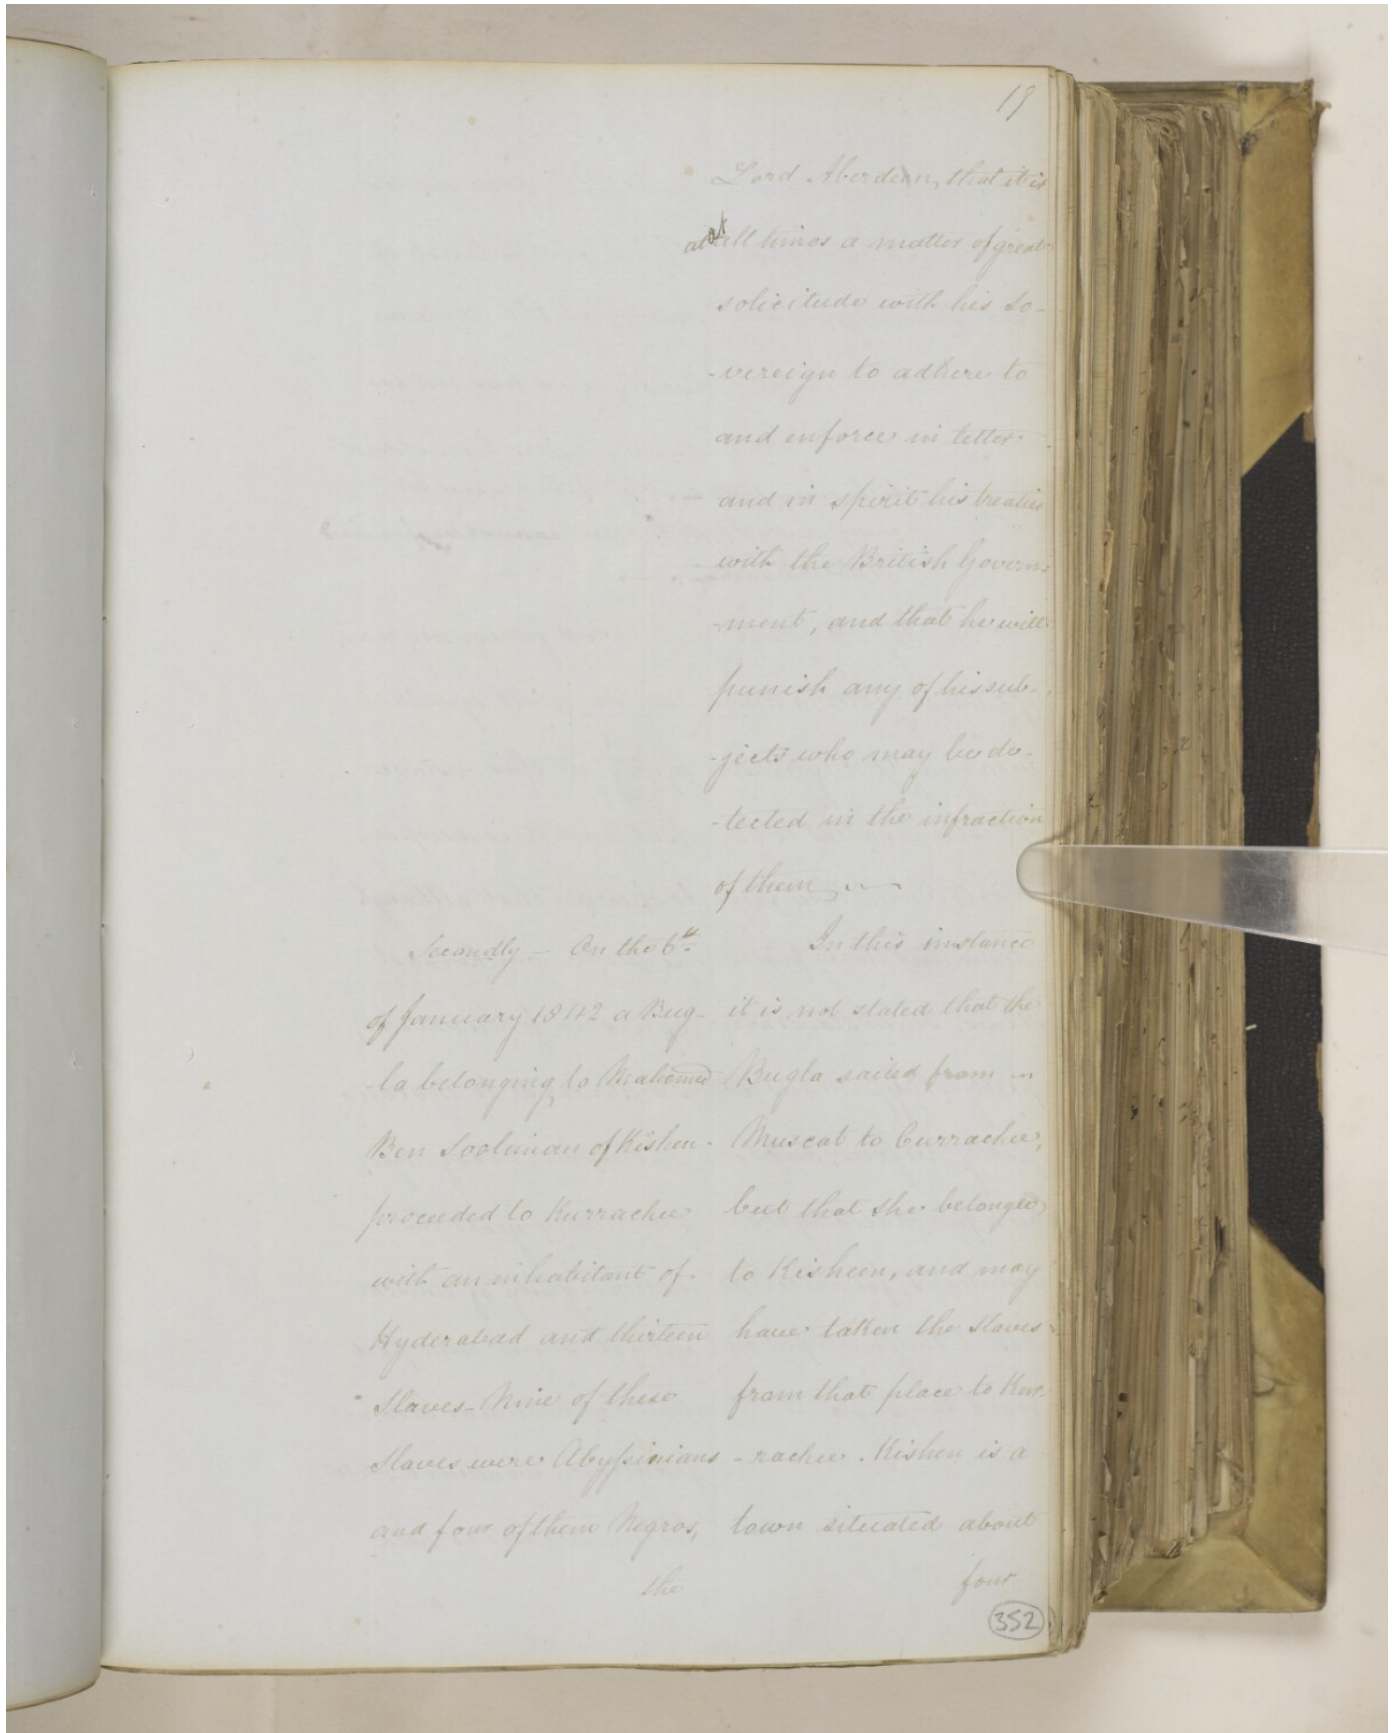 19
Lord Aberdeen, that it is
at at all times a matter of great
solicitude with his So-
-vereign to adhere to
and enforce in letter
and in spirit his treaties
with the British Govern-
-ment, and that he will
punish any of his sub-
-jects who may be de-
-tected in the infraction
of them
In this instance
it is not stated that the
Bugla sailed from
Muscat to Currachee,
but that she belonged
to Kisheen, and may
have taken the slaves
from that place to Kur-
-rachee. Kishen is a
town situated about
four
Secondly - On the 6th
of January 1842 a Bug-
-la belonging to Mahomed
Ben Sooliman of Kishen
proceeded to Kurrachee
with an inhabitant of
Hyderabad and thirteen
Slaves - Nine of these
Slaves were Abyssinians
and four of them Negros,
the
352